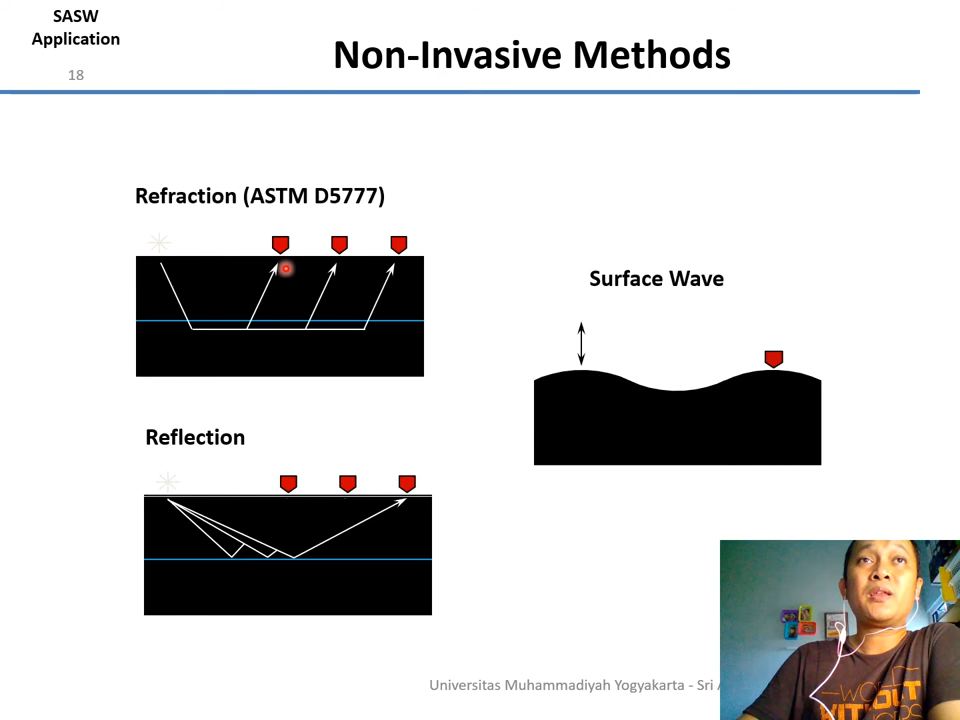 SASW
Application
18
Non-Invasive Methods
Refraction (ASTM D5777)
Surface Wave
Reflection
Universitas Muhammadiyah Yogyakarta - Sri